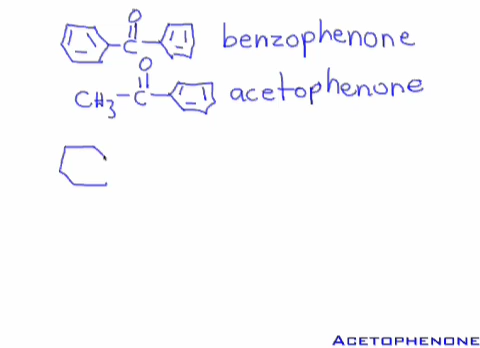 O
C benzophenone
O
CH3-C acetophenone
ACETOPHENONE